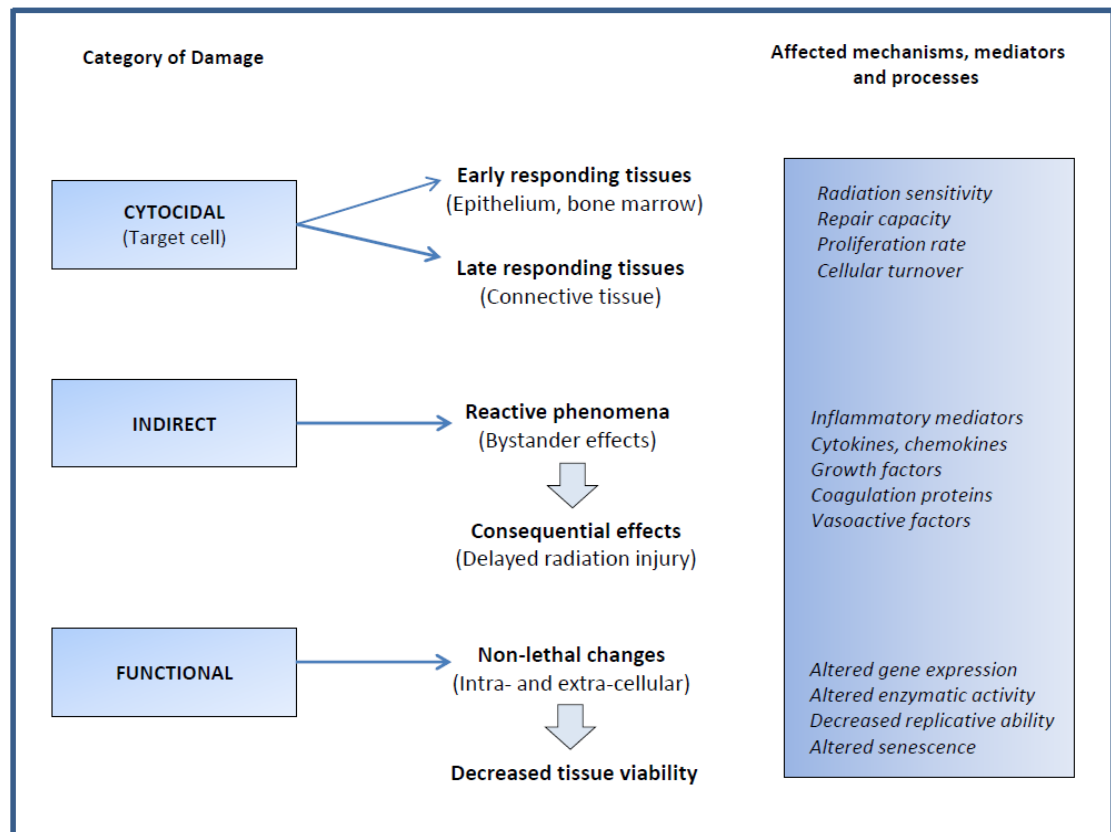 Category of Damage
Affected mechanisms, mediators
and processes
CYTOCIDAL
(Target cell)
Early responding tissues
(Epithelium, bone marrow)
Late responding tissues
(Connective tissue)
Radiation sensitivity
Repair capacity
Proliferation rate
Cellular turnover
INDIRECT
Reactive phenomena
(Bystander effects)
Consequential effects
(Delayed radiation injury)
Inflammatory mediators
Cytokines, chemokines
Growth factors
Coagulation proteins
Vasoactive factors
FUNCTIONAL
Non-lethal changes
(Intra- and extra-cellular)
Decreased tissue viability
Altered gene expression
Altered enzymatic activity
Decreased replicative ability
Altered senescence